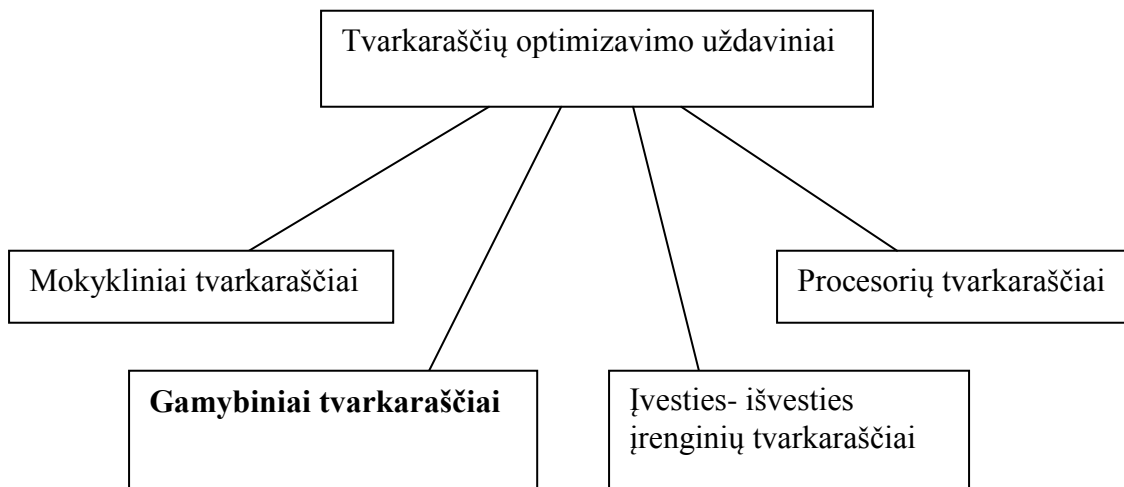 Tvarkaraščių optimizavimo uždaviniai
Mokykliniai tvarkaraščiai
Procesorių tvarkaraščiai
Gamybiniai tvarkaraščiai
Įvesties- išvesties
įrenginių tvarkaraščiai